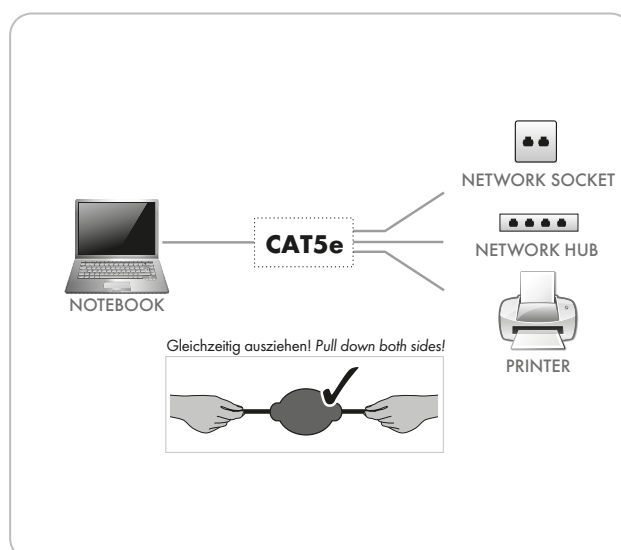 NETWORK SOCKET
CAT5e
NETWORK HUB
NOTEBOOK
PRINTER
Gleichzeitig ausziehen! Pull down both sides!